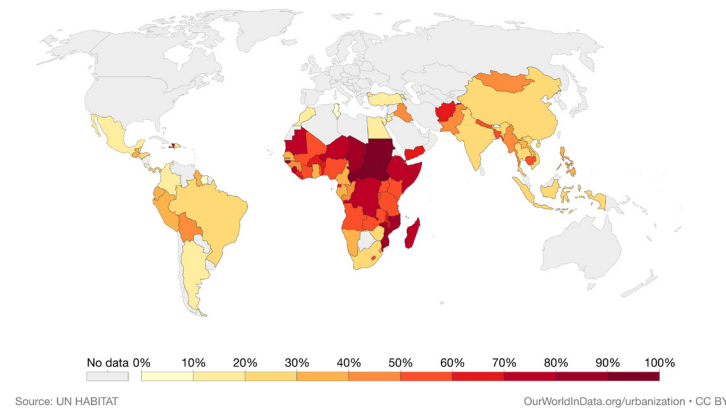 No data 0% 10% 20% 30% 40% 50% 60% 70% 80% 90% 100%
Source: UN HABITAT OurWorldInData.org/urbanization • CC BY